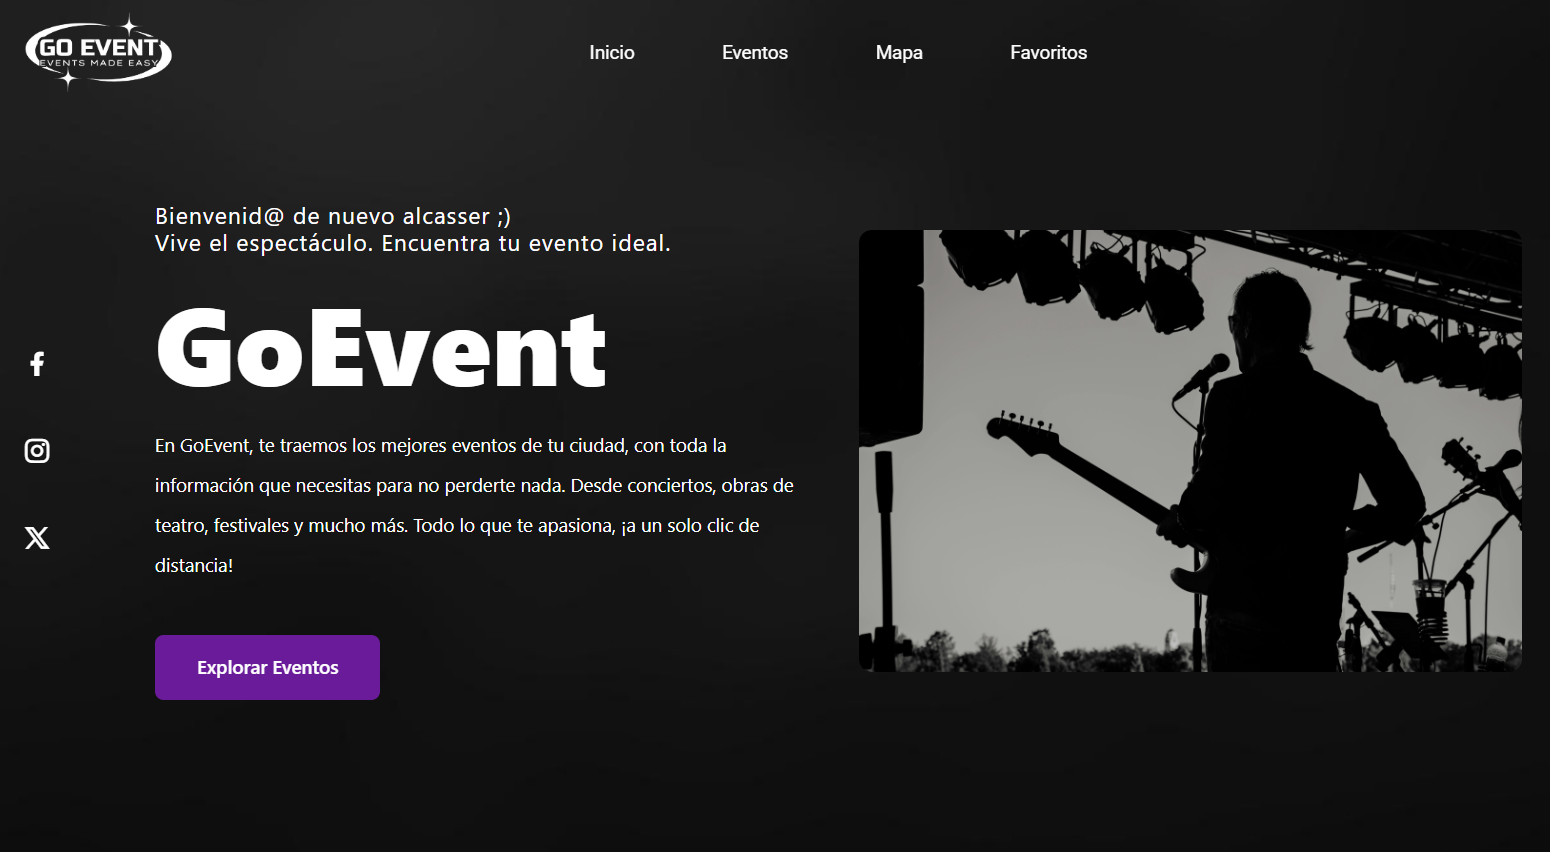 GO EVENT
EVENTS MADE EASY
Inicio
Eventos
Mapa
Favoritos
Bienvenid@ de nuevo alcasser ;)
Vive el espectáculo. Encuentra tu evento ideal.
GoEvent
En GoEvent, te traemos los mejores eventos de tu ciudad, con toda la
información que necesitas para no perderte nada. Desde conciertos, obras de
teatro, festivales y mucho más. Todo lo que te apasiona, ¡a un solo clic de
distancia!
Explorar Eventos